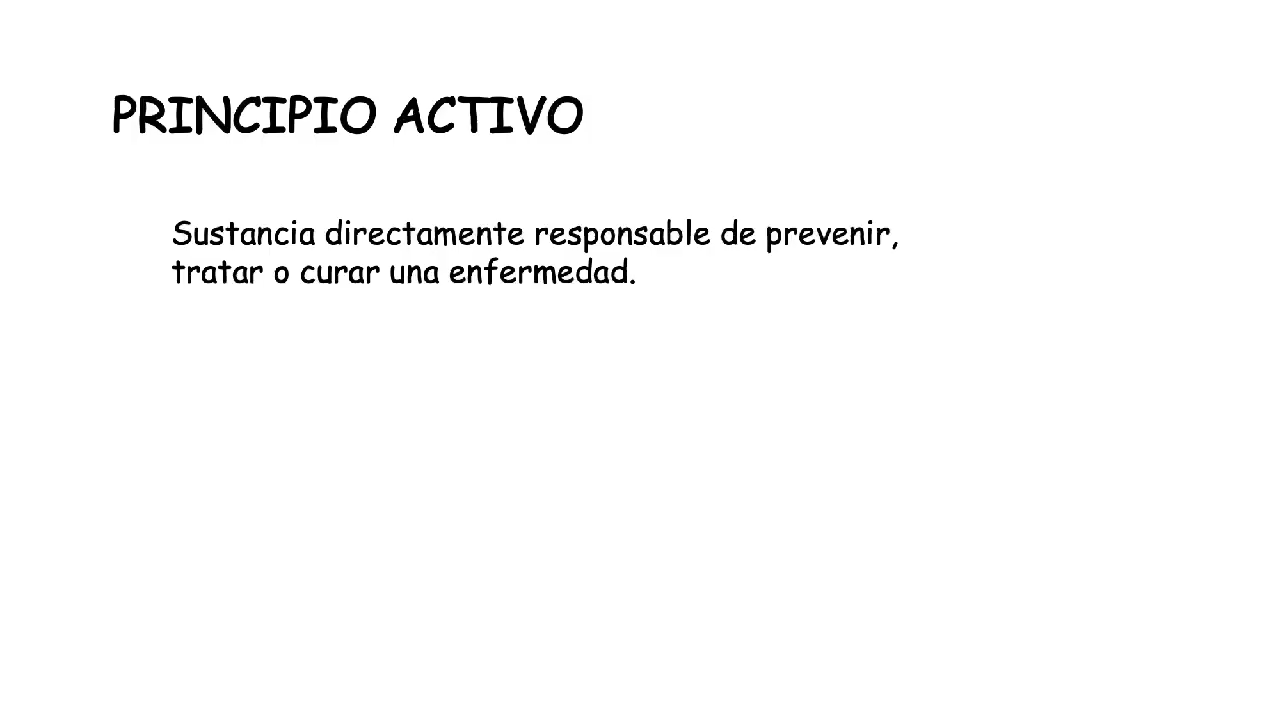 PRINCIPIO ACTIVO
Sustancia directamente responsable de prevenir,
tratar o curar una enfermedad.